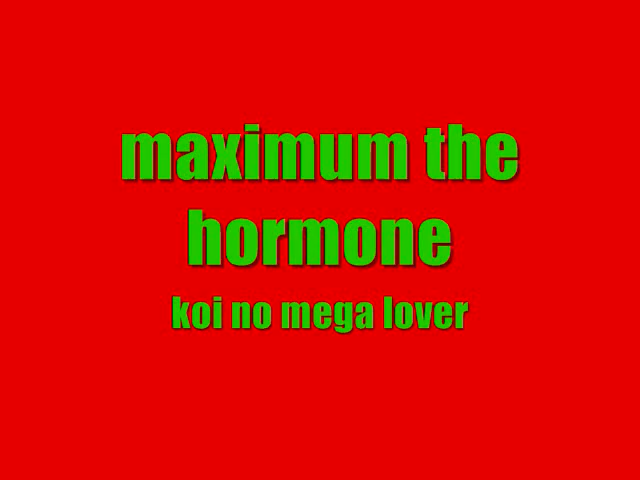 maximum the
hormone
koi no mega lover